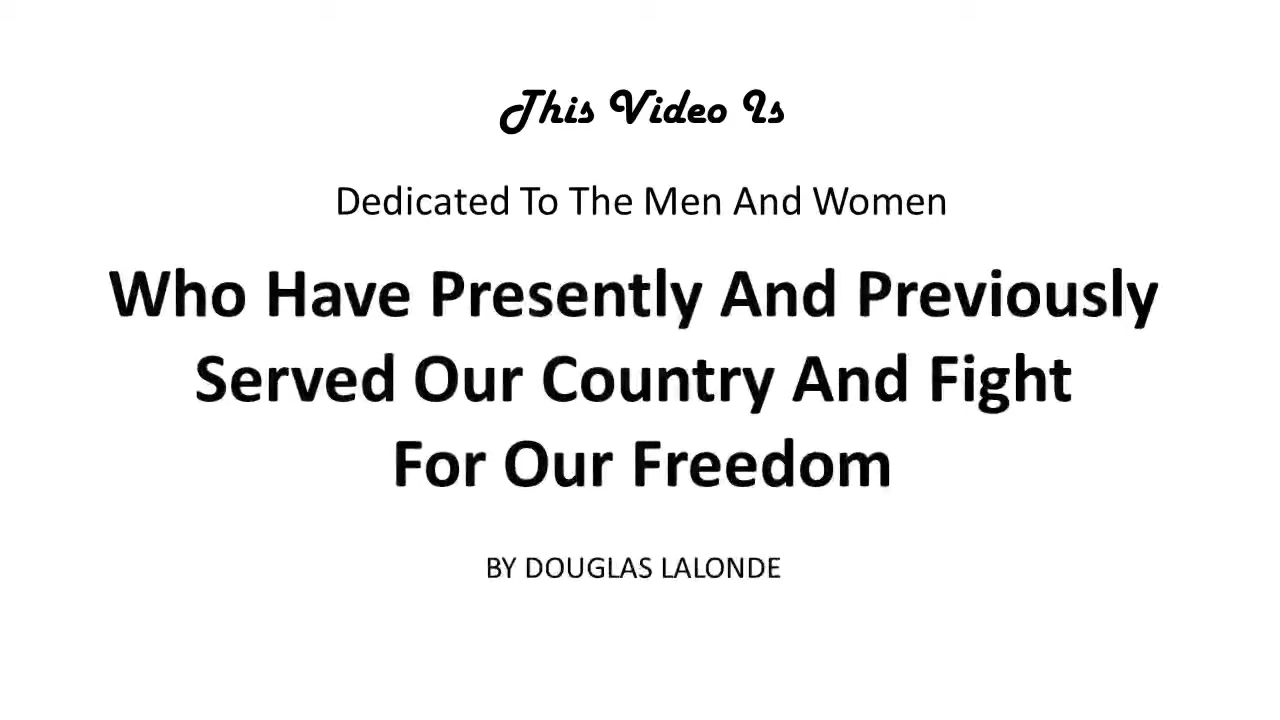 This Video Is
Dedicated To The Men And Women
Who Have Presently And Previously
Served Our Country And Fight
For Our Freedom
BY DOUGLAS LALONDE